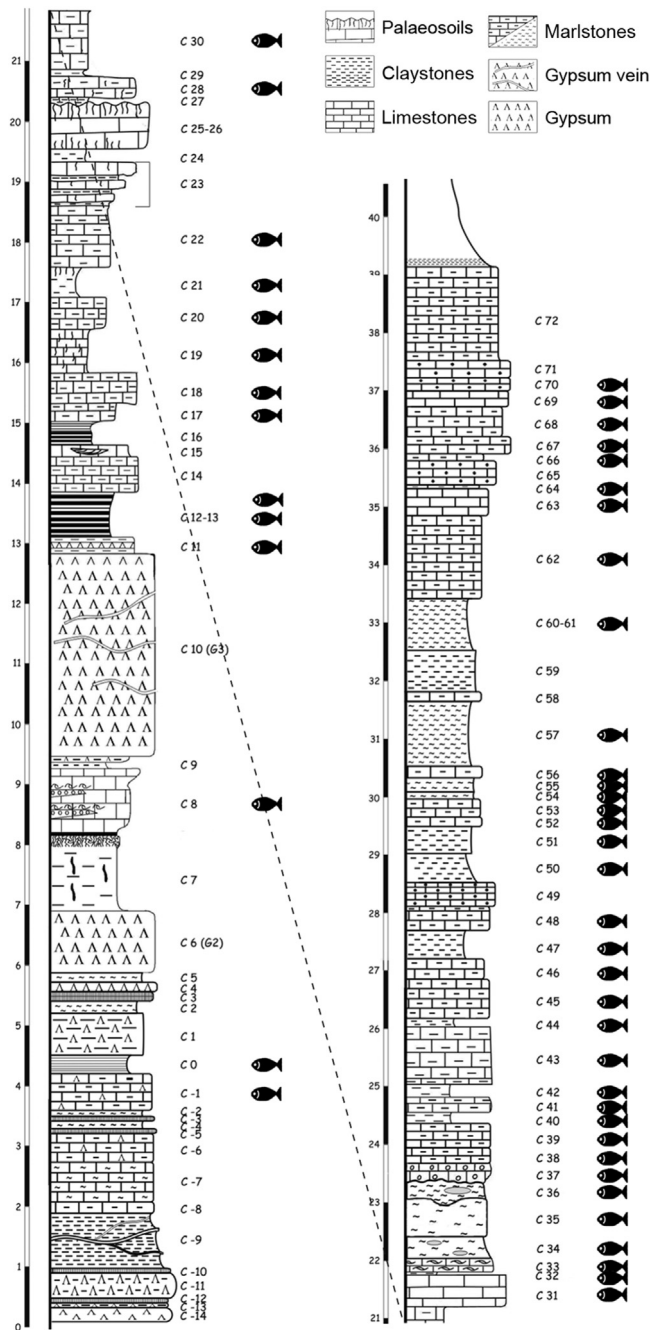 Palaeosoils
Marlstones
Claystones
Gypsum vein
Limestones
Gypsum
21
20
19
18
17
16
15
14
13
12
11
10
9
8
7
6
5
4
3
2
1
0
C 30
C 29
C 28
C 27
C 25-26
C 24
C 23
C 22
C 21
C 20
C 19
C 18
C 17
C 16
C 15
C 14
C 12-13
C 11
C 10 (G3)
C 9
C 8
C 7
C 6 (G2)
C 5
C 4
C 3
C 2
C 1
C 0
C -1
C -2
C -3
C -4
C -5
C -6
C -7
C -8
C -9
C -10
C -11
C -12
C -13
C -14
40
39
38
37
36
35
34
33
32
31
30
29
28
27
26
25
24
23
22
21
C 72
C 71
C 70
C 69
C 68
C 67
C 66
C 65
C 64
C 63
C 62
C 60-61
C 59
C 58
C 57
C 56
C 55
C 54
C 53
C 52
C 51
C 50
C 49
C 48
C 47
C 46
C 45
C 44
C 43
C 42
C 41
C 40
C 39
C 38
C 37
C 36
C 35
C 34
C 33
C 32
C 31